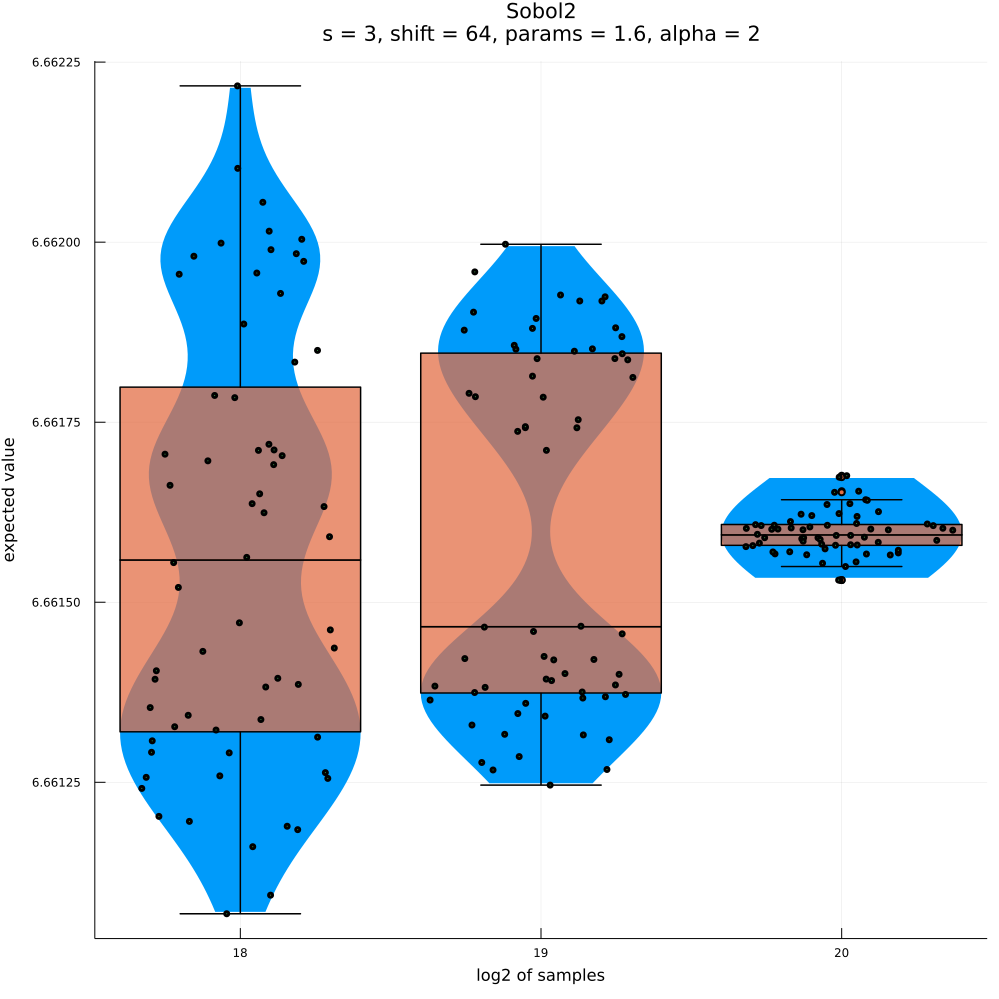 Sobol2
s = 3, shift = 64, params = 1.6, alpha = 2
6.66225
6.66200
6.66175
6.66150
6.66125
expected value
18
19
20
log2 of samples